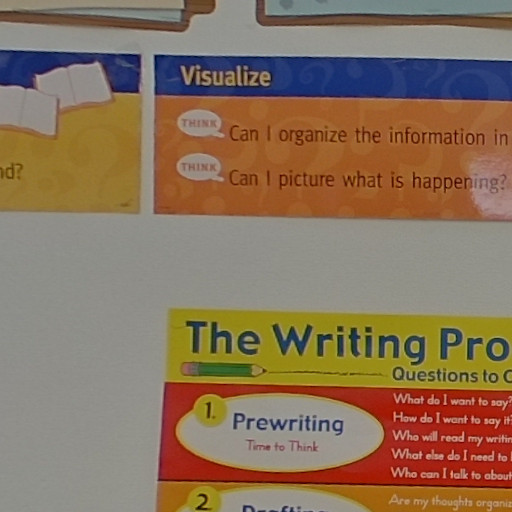 nd?
Visualize
THINK Can I organize the information in
THINK Can I picture what is happening?
The Writing Pro
Questions to
1. Prewriting
Time to Think
What do I want to say?
How do I want to say it?
Who will read my writin
What else do I need to
Who can I talk to about
2. Drafting
Are my thoughts organiz